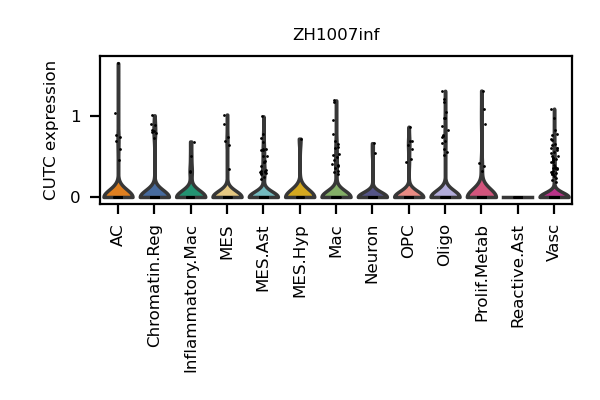 ZH1007inf
CUTC expression
1
0
AC
Chromatin.Reg
Inflammatory.Mac
MES
MES.Ast
MES.Hyp
Mac
Neuron
OPC
Oligo
Prolif.Metab
Reactive.Ast
Vasc